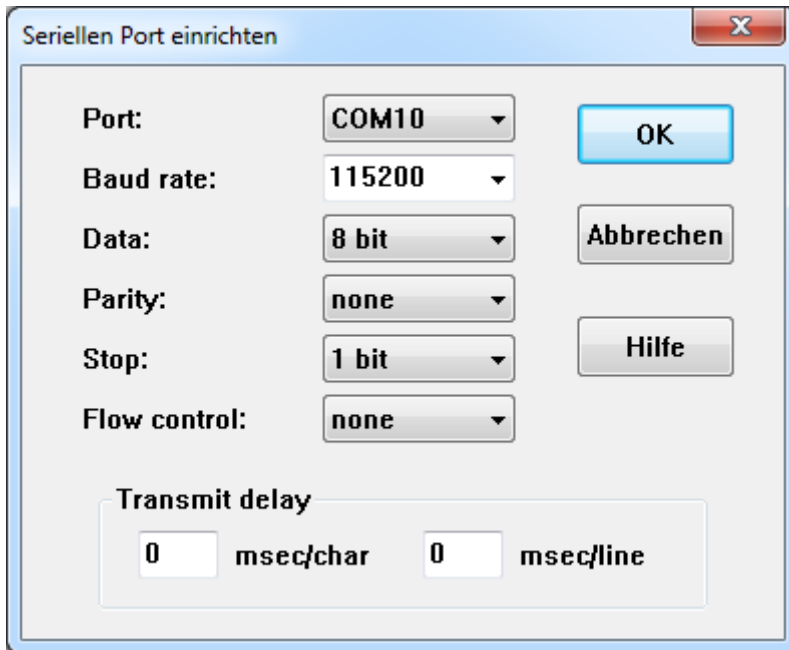 Seriellen Port einrichten
Port: COM10 OK
Baud rate: 115200
Data: 8 bit Abbrechen
Parity: none
Stop: 1 bit Hilfe
Flow control: none
Transmit delay
0 msec/char 0 msec/line